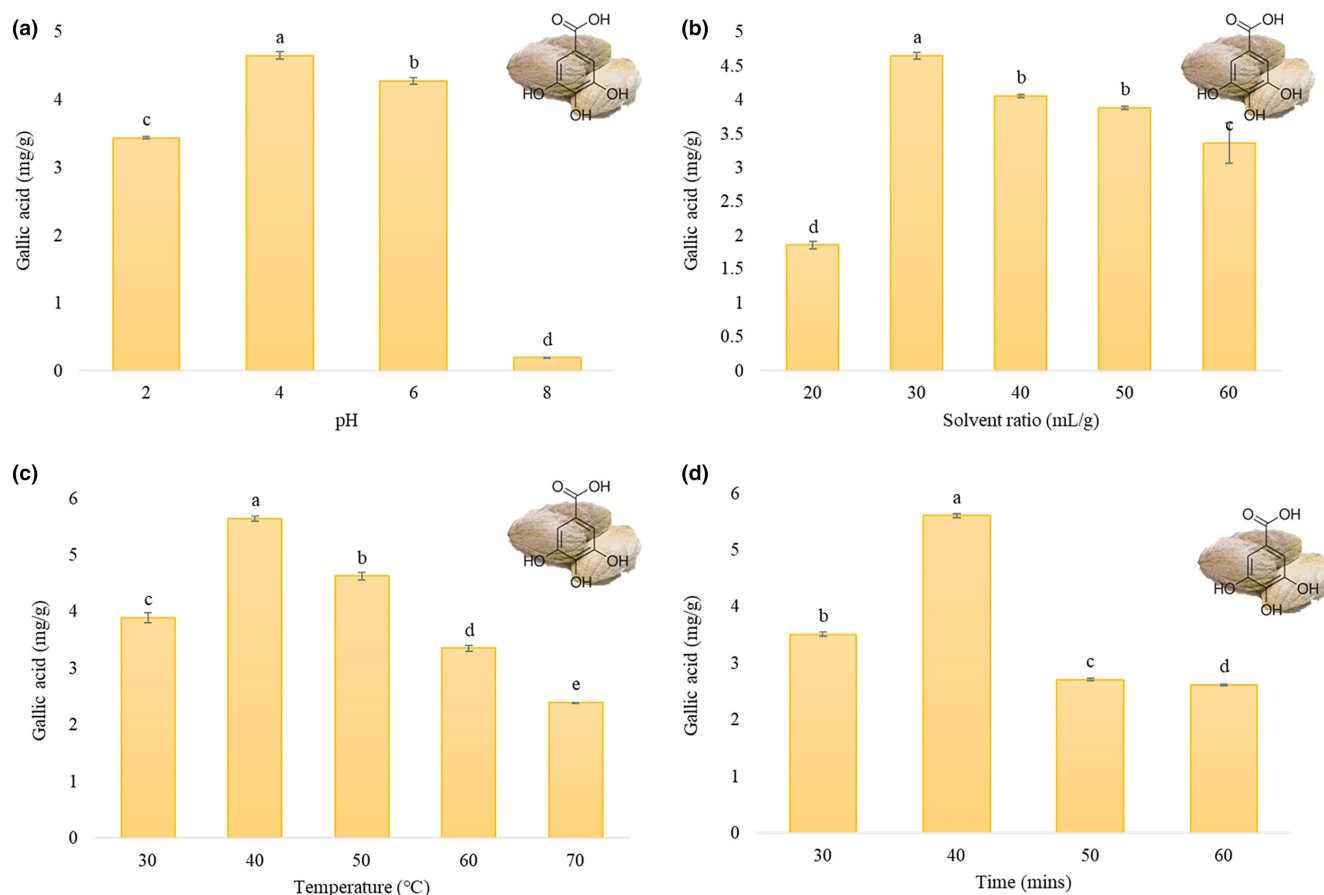 (a)
Gallic acid (mg/g)
5
4
3
2
1
0
c
a
b
d
2
4
6
8
pH
O
OH
HO
OH
OH
(b)
Gallic acid (mg/g)
5
4.5
4
3.5
3
2.5
2
1.5
1
0.5
0
d
a
b
b
c
20
30
40
50
60
Solvent ratio (mL/g)
O
OH
HO
OH
OH
(c)
Gallic acid (mg/g)
6
5
4
3
2
1
0
c
a
b
d
e
30
40
50
60
70
Temperature (°C)
O
OH
HO
OH
OH
(d)
Gallic acid (mg/g)
6
5
4
3
2
1
0
b
a
c
d
30
40
50
60
Time (mins)
O
OH
HO
OH
OH